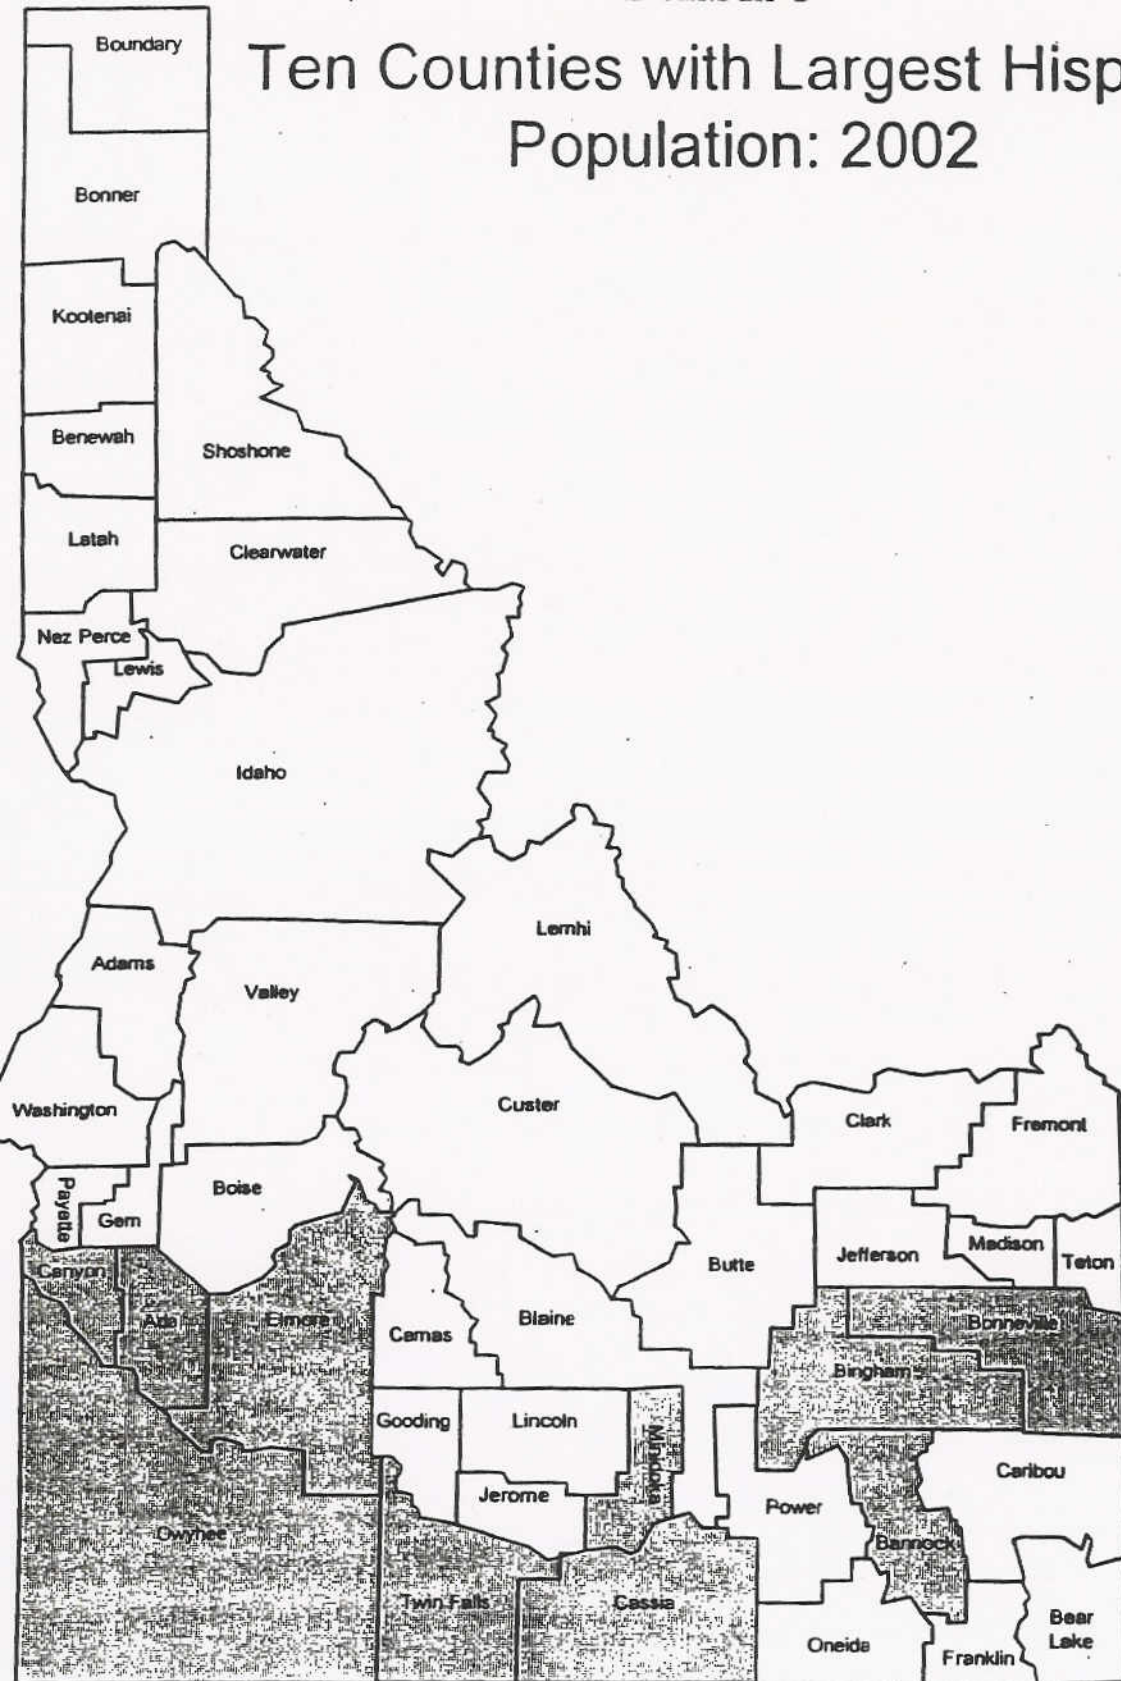 Ten Counties with Largest Hisp
Population: 2002
Boundary
Bonner
Kootenai
Benewah
Shoshone
Latah
Clearwater
Nez Perce
Lewis
Idaho
Lemhi
Adams
Valley
Washington
Custer
Clark
Fremont
Payette
Gem
Boise
Butte
Jefferson
Madison
Teton
Canyon
Ada
Elmore
Camas
Blaine
Bonneville
Bingham
Gooding
Lincoln
Minidoka
Jerome
Power
Caribou
Owyhee
Bannock
Twin Falls
Cassia
Oneida
Franklin
Bear
Lake